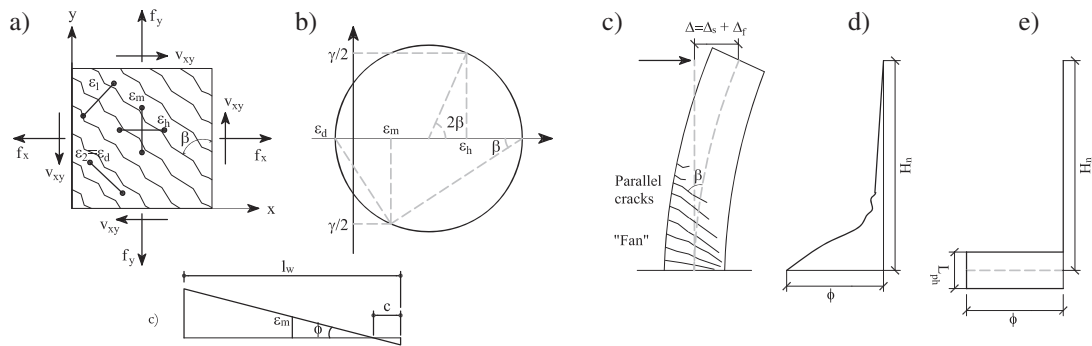 a)
y
f_y
v_xy
ε_1
ε_m
v_xy
ε_h
β
f_x
f_x
ε_2=ε_d
v_xy
v_xy
x
f_y
b)
γ/2
ε_d
ε_m
2β
ε_h
β
γ/2
l_w
c
c)
ε_m
ϕ
c)
Δ=Δ_s + Δ_f
β
Parallel
cracks
"Fan"
d)
H_n
ϕ
e)
H_n
L_ph
ϕ